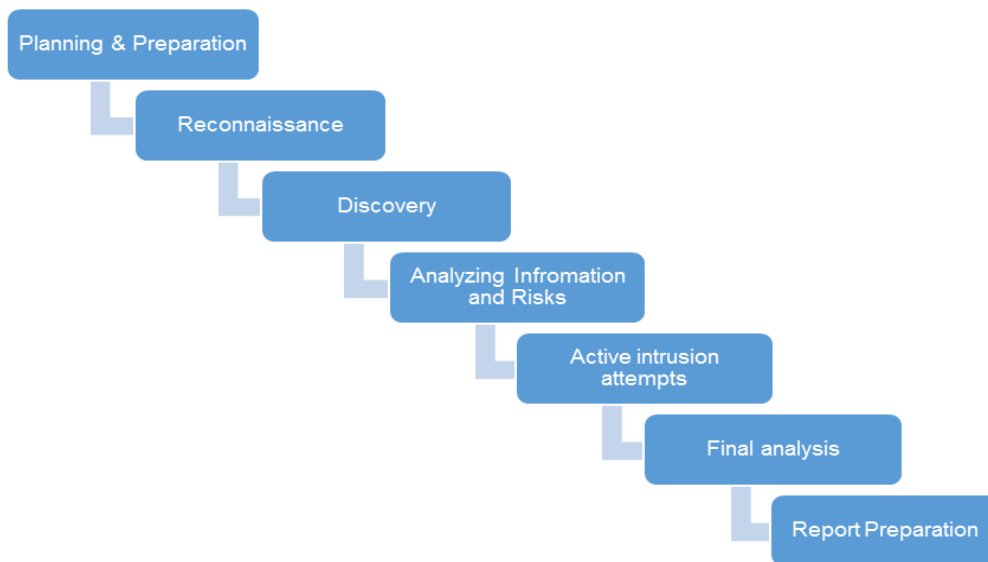 Planning & Preparation
Reconnaissance
Discovery
Analyzing Infromation
and Risks
Active intrusion
attempts
Final analysis
Report Preparation